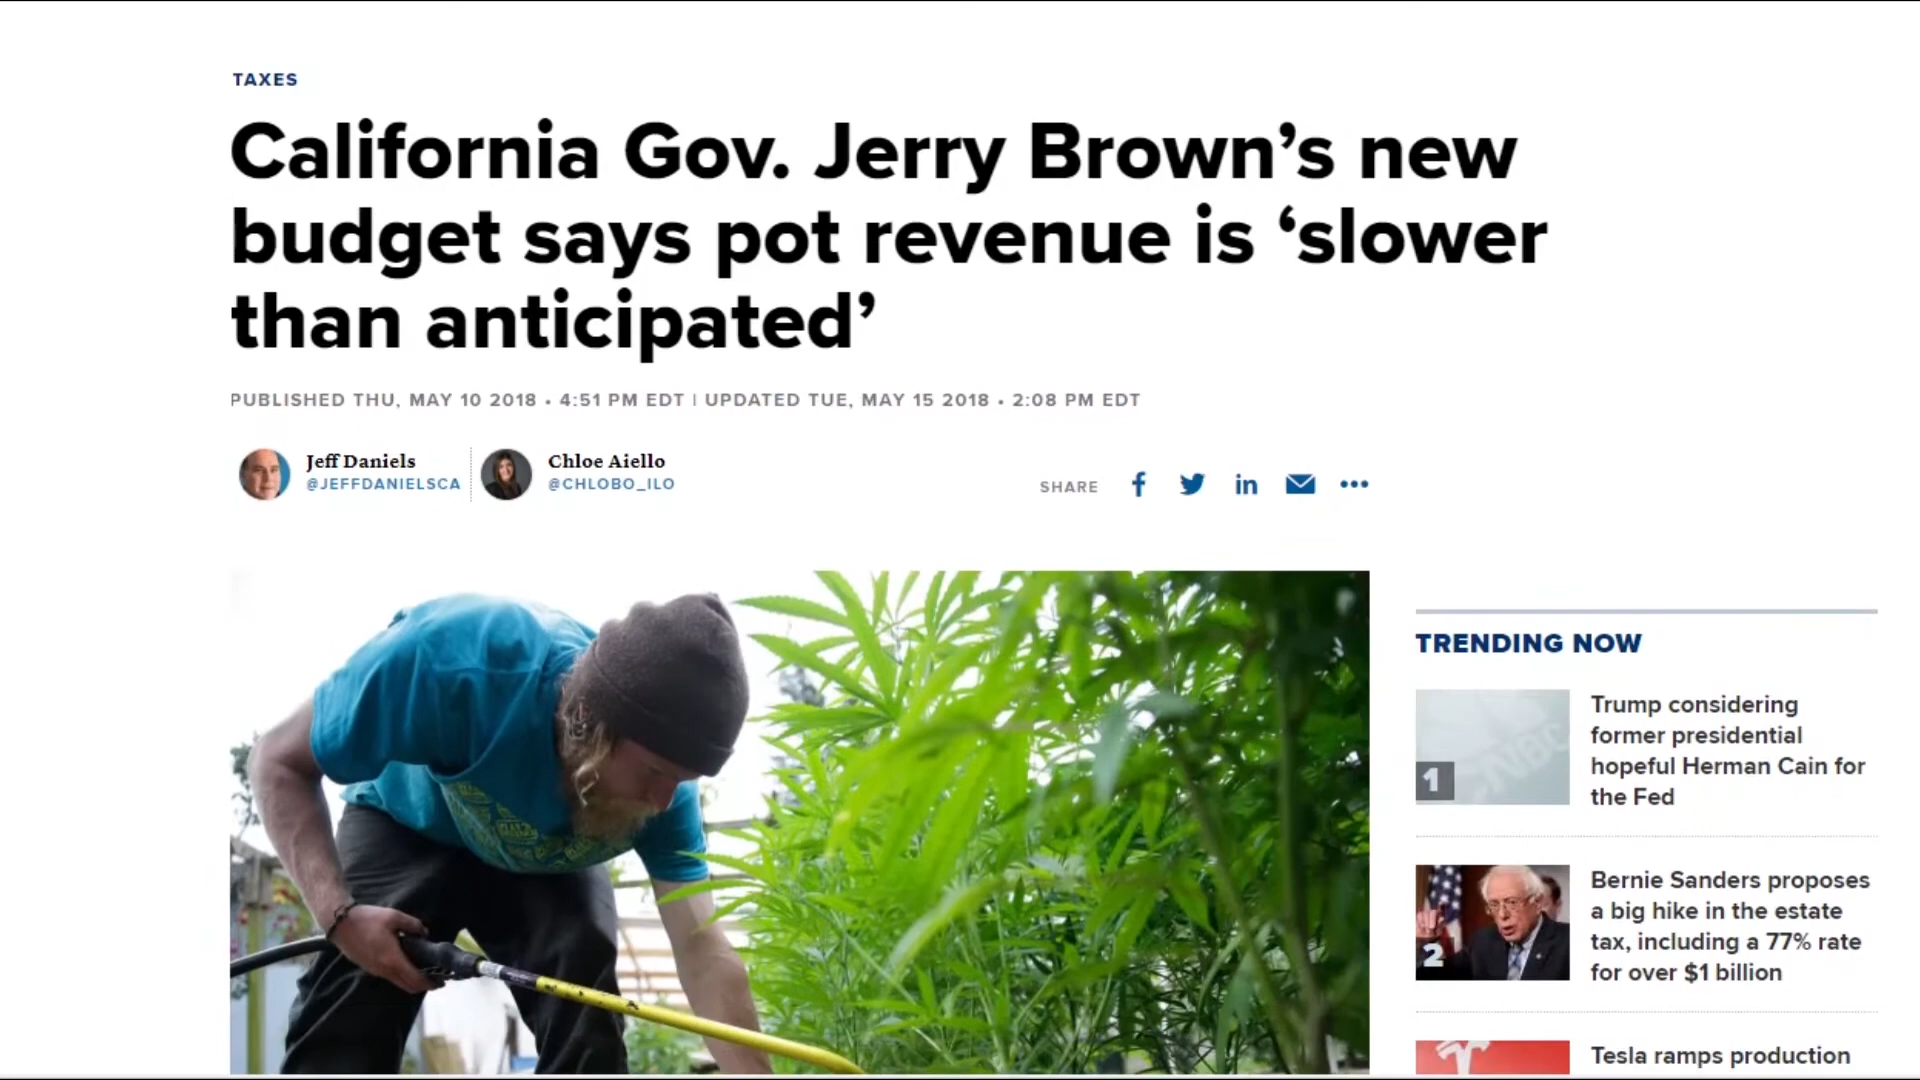 TAXES
California Gov. Jerry Brown’s new
budget says pot revenue is ‘slower
than anticipated’
PUBLISHED THU, MAY 10 2018 • 4:51 PM EDT | UPDATED TUE, MAY 15 2018 • 2:08 PM EDT
Jeff Daniels
@JEFFDANIELSCA
Chloe Aiello
@CHLOBO_ILO
SHARE
TRENDING NOW
1
Trump considering
former presidential
hopeful Herman Cain for
the Fed
2
Bernie Sanders proposes
a big hike in the estate
tax, including a 77% rate
for over $1 billion
Tesla ramps production